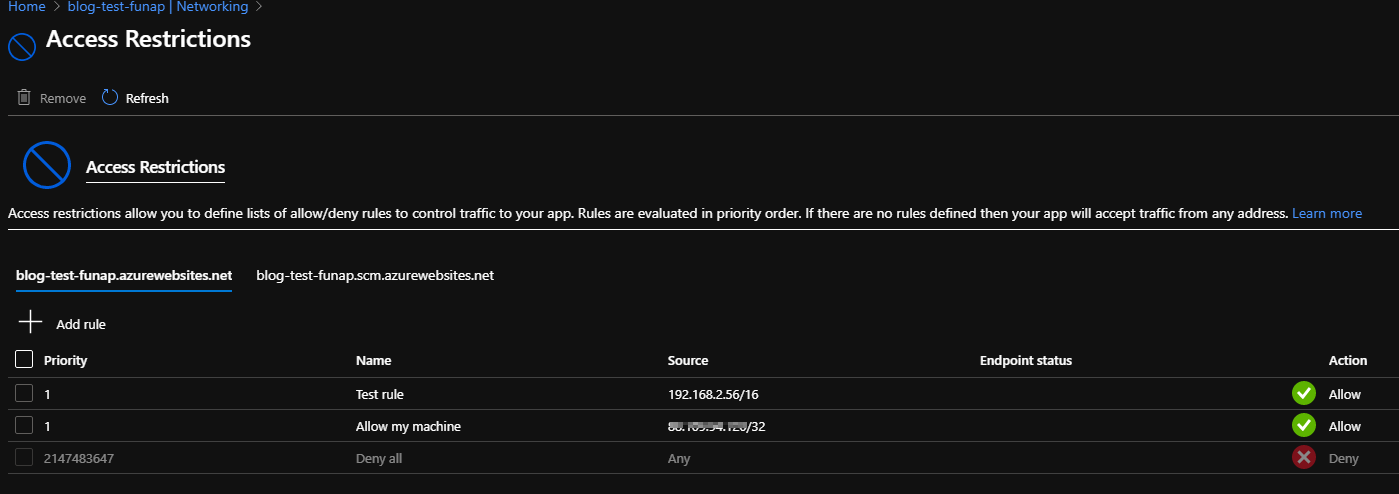 Home > blog-test-funap | Networking >
Access Restrictions
Remove Refresh
Access Restrictions
Access restrictions allow you to define lists of allow/deny rules to control traffic to your app. Rules are evaluated in priority order. If there are no rules defined then your app will accept traffic from any address. Learn more
blog-test-funap.azurewebsites.net blog-test-funap.scm.azurewebsites.net
Add rule
Priority Name Source Endpoint status Action
1 Test rule 192.168.2.56/16 Allow
1 Allow my machine /32 Allow
2147483647 Deny all Any Deny